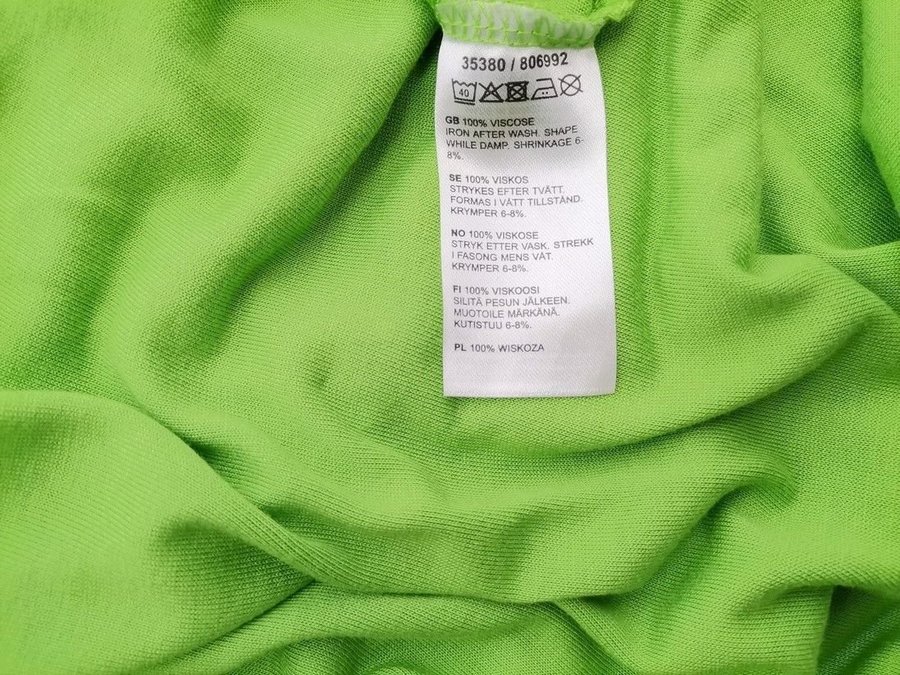 35380 / 806992
40
GB 100% VISCOSE
IRON AFTER WASH. SHAPE
WHILE DAMP. SHRINKAGE 6-
8%.
SE 100% VISKOS
STRYKES EFTER TVÄTT.
FORMAS I VÅTT TILLSTÅND.
KRYMPER 6-8%.
NO 100% VISKOSE
STRYK ETTER VASK. STREKK
I FASONG MENS VÅT.
KRYMPER 6-8%.
FI 100% VISKOOSI
SILITÄ PESUN JÄLKEEN.
MUOTOILE MÄRKÄNÄ.
KUTISTUU 6-8%.
PL 100% WISKOZA